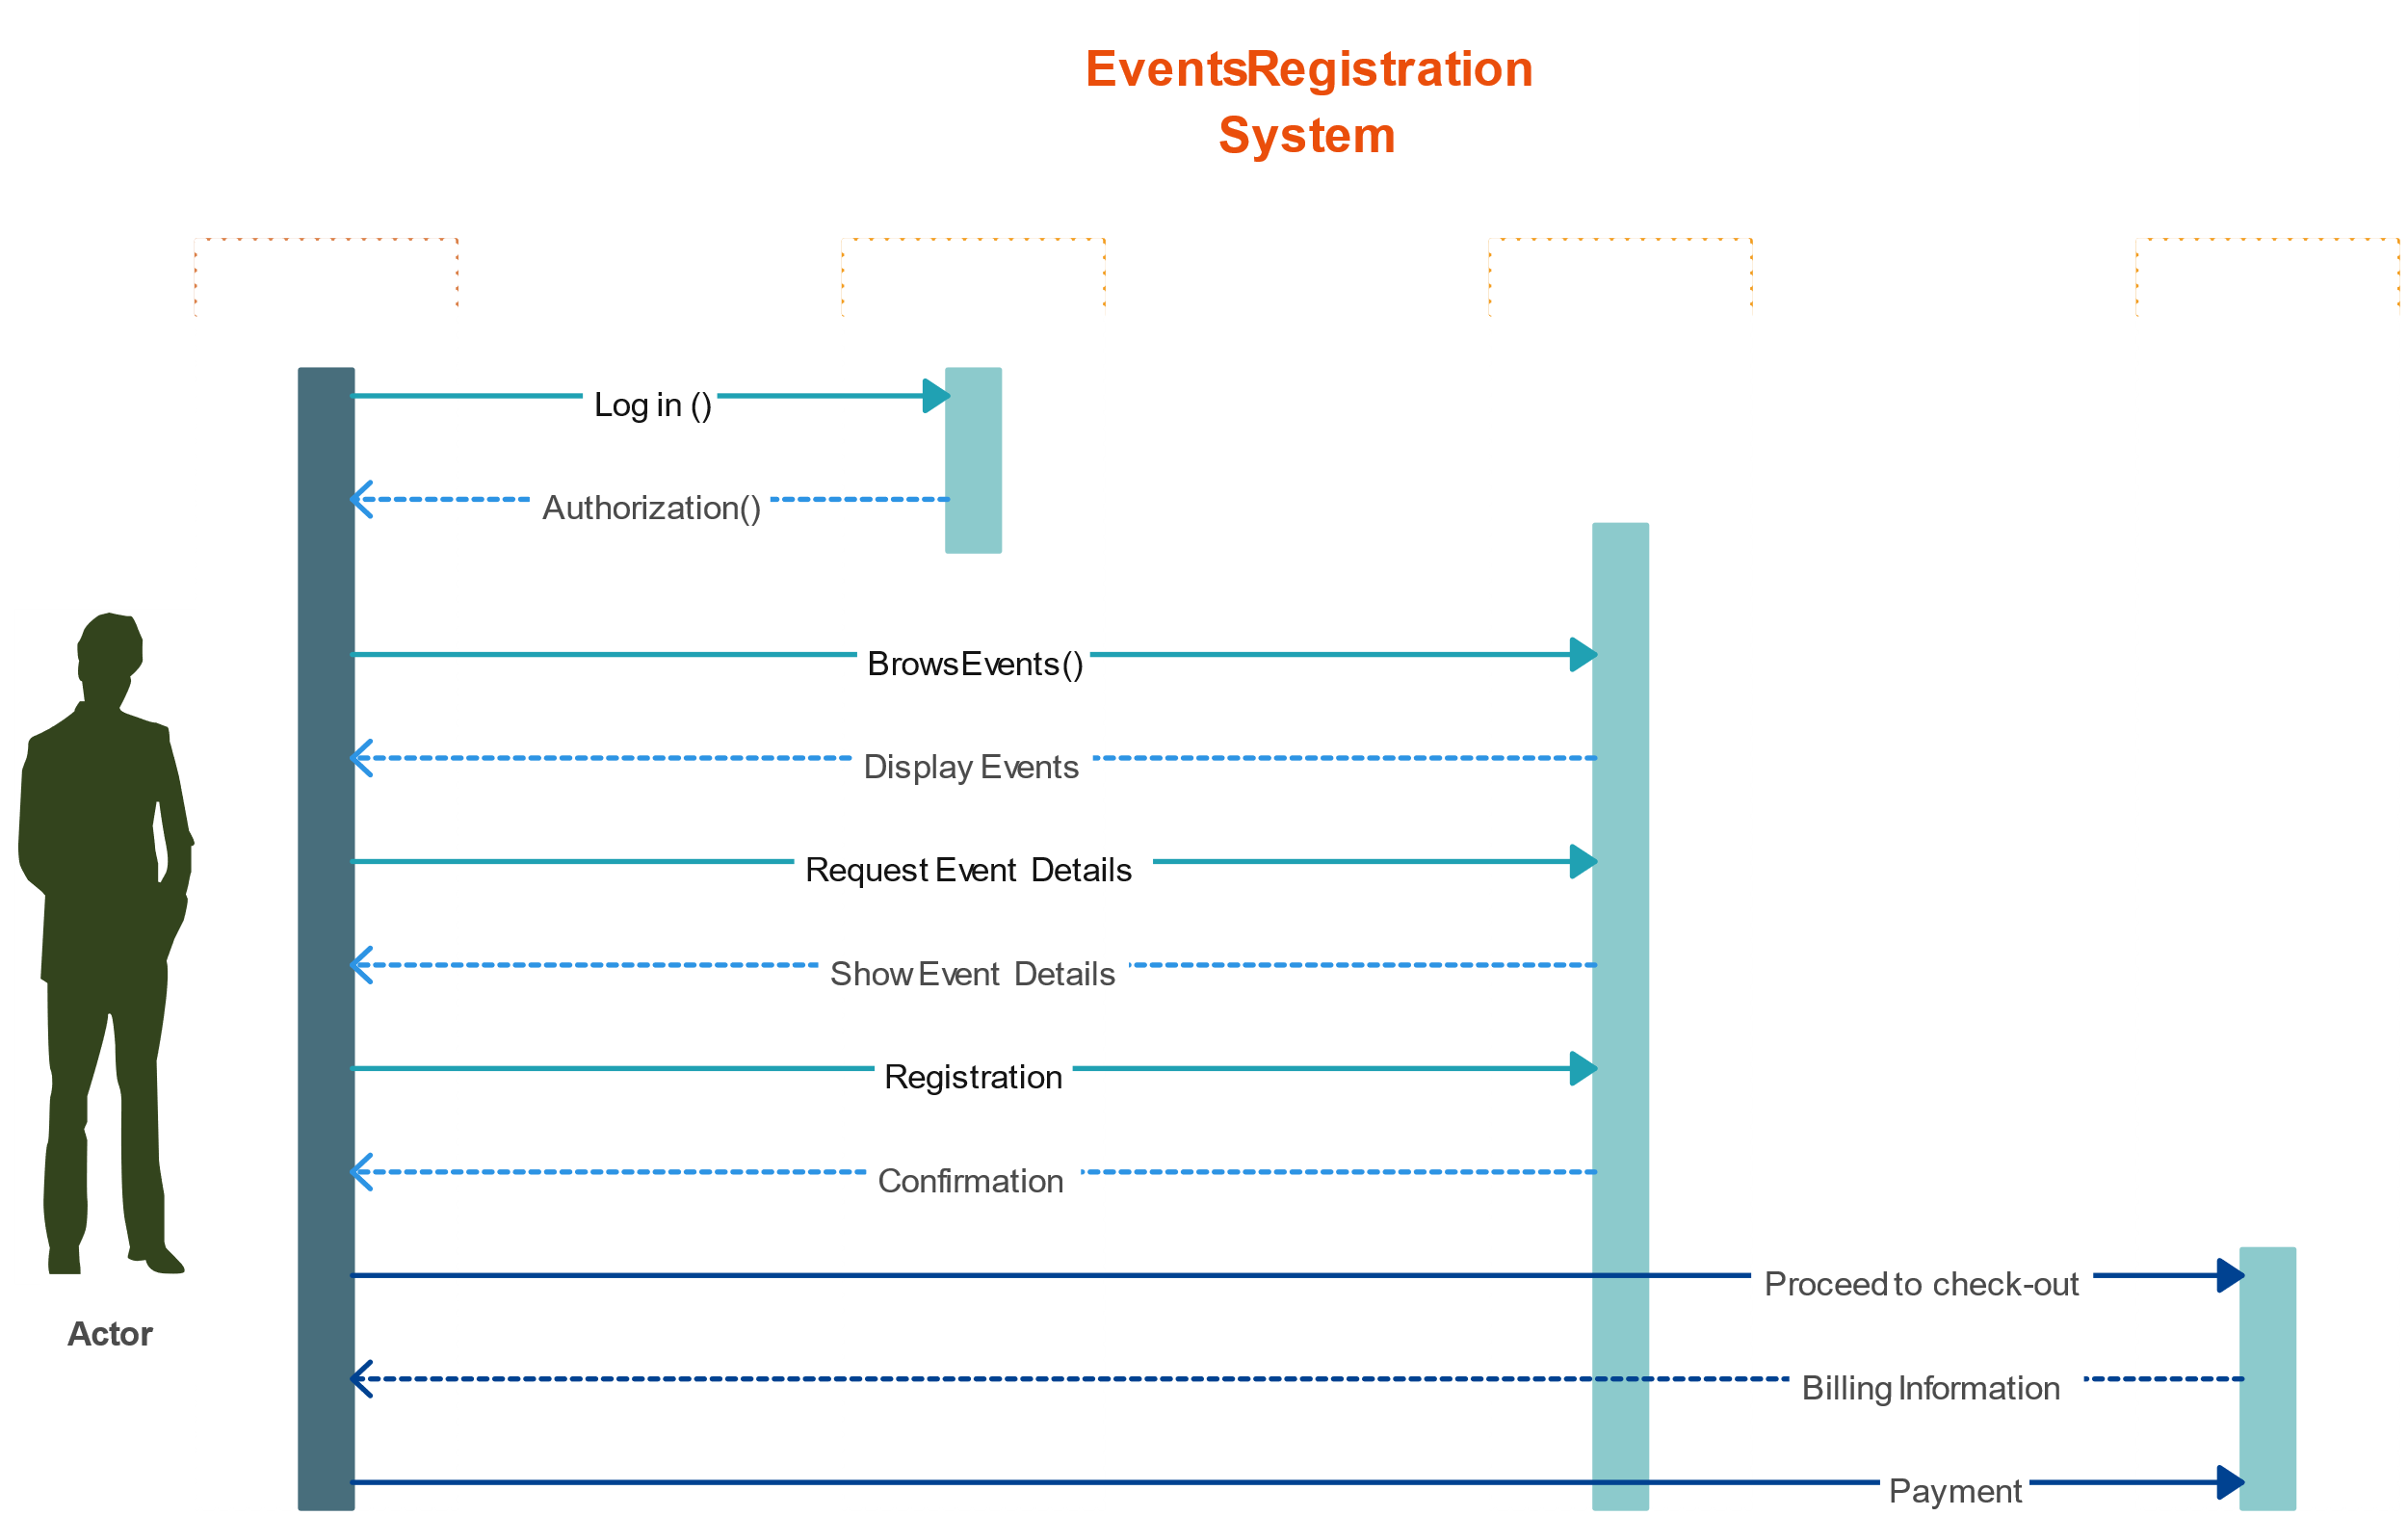 EventsRegistration
System
Log in ()
Authorization()
BrowsEvents()
Display Events
Request Event Details
Show Event Details
Registration
Confirmation
Proceed to check-out
Actor
Billing Information
Payment